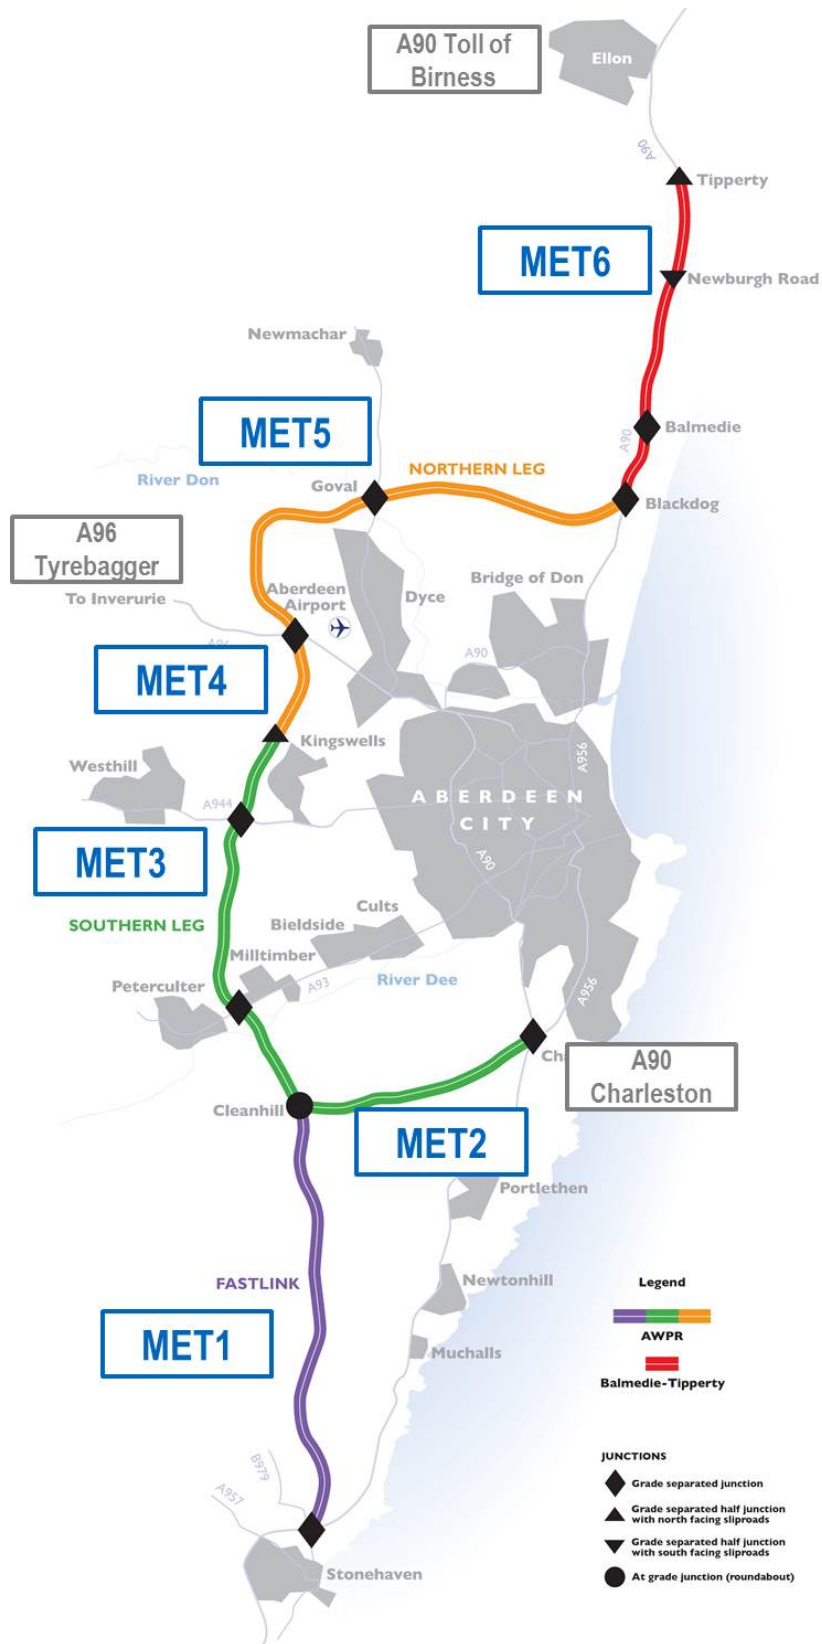 A90 Toll of
Birness
Ellon
A90
Tipperty
MET6
Newburgh Road
Newmachar
MET5
A90
Balmedie
River Don
NORTHERN LEG
Goval
Blackdog
A96
Tyrebagger
Aberdeen
Airport
Dyce
Bridge of Don
To Inverurie
A90
MET4
Kingswells
Westhill
A956
A944
ABERDEEN
CITY
MET3
A90
Cults
SOUTHERN LEG
Bieldside
Milltimber
Peterculter
A93
River Dee
A956
A90
Charleston
Cleanhill
MET2
Portlethen
FASTLINK
Newtonhill
Legend
MET1
AWPR
Muchalls
Balmedie-Tipperty
B979
A957
JUNCTIONS
Grade separated junction
Grade separated half junction
with north facing sliproads
Grade separated half junction
with south facing sliproads
At grade junction (roundabout)
Stonehaven